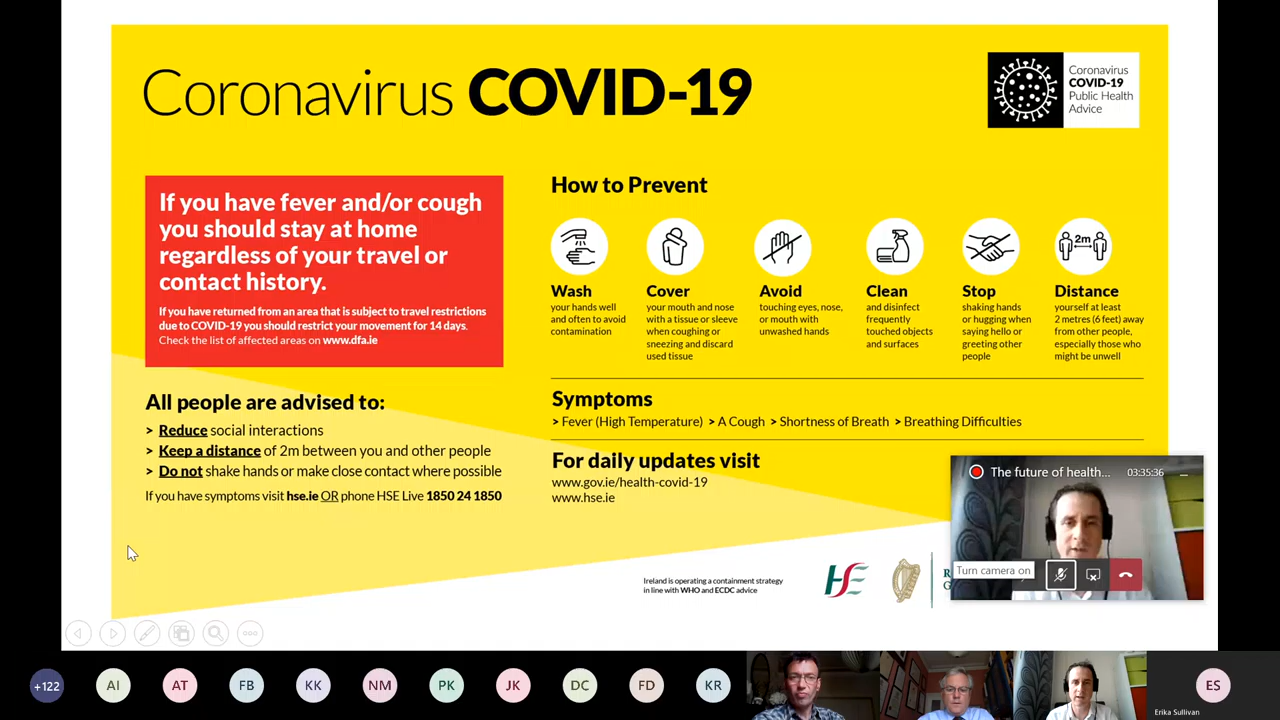 Coronavirus COVID-19
Coronavirus
COVID-19
Public Health
Advice
If you have fever and/or cough
you should stay at home
regardless of your travel or
contact history.
If you have returned from an area that is subject to travel restrictions
due to COVID-19 you should restrict your movement for 14 days.
Check the list of affected areas on www.dfa.ie
All people are advised to:
> Reduce social interactions
> Keep a distance of 2m between you and other people
> Do not shake hands or make close contact where possible
If you have symptoms visit hse.ie OR phone HSE Live 1850 24 1850
How to Prevent
Wash
your hands well
and often to avoid
contamination
Cover
your mouth and nose
with a tissue or sleeve
when coughing or
sneezing and discard
used tissue
Avoid
touching eyes, nose,
or mouth with
unwashed hands
Clean
and disinfect
frequently
touched objects
and surfaces
Stop
shaking hands
or hugging when
saying hello or
greeting other
people
2m
Distance
yourself at least
2 metres (6 feet) away
from other people,
especially those who
might be unwell
Symptoms
> Fever (High Temperature) > A Cough > Shortness of Breath > Breathing Difficulties
For daily updates visit
www.gov.ie/health-covid-19
www.hse.ie
The future of health... 03:35:36
Turn camera on
Ireland is operating a containment strategy
in line with WHO and ECDC advice
HE
R
G
+122 AI AT FB KK NM PK JK DC FD KR ES
Erika Sullivan